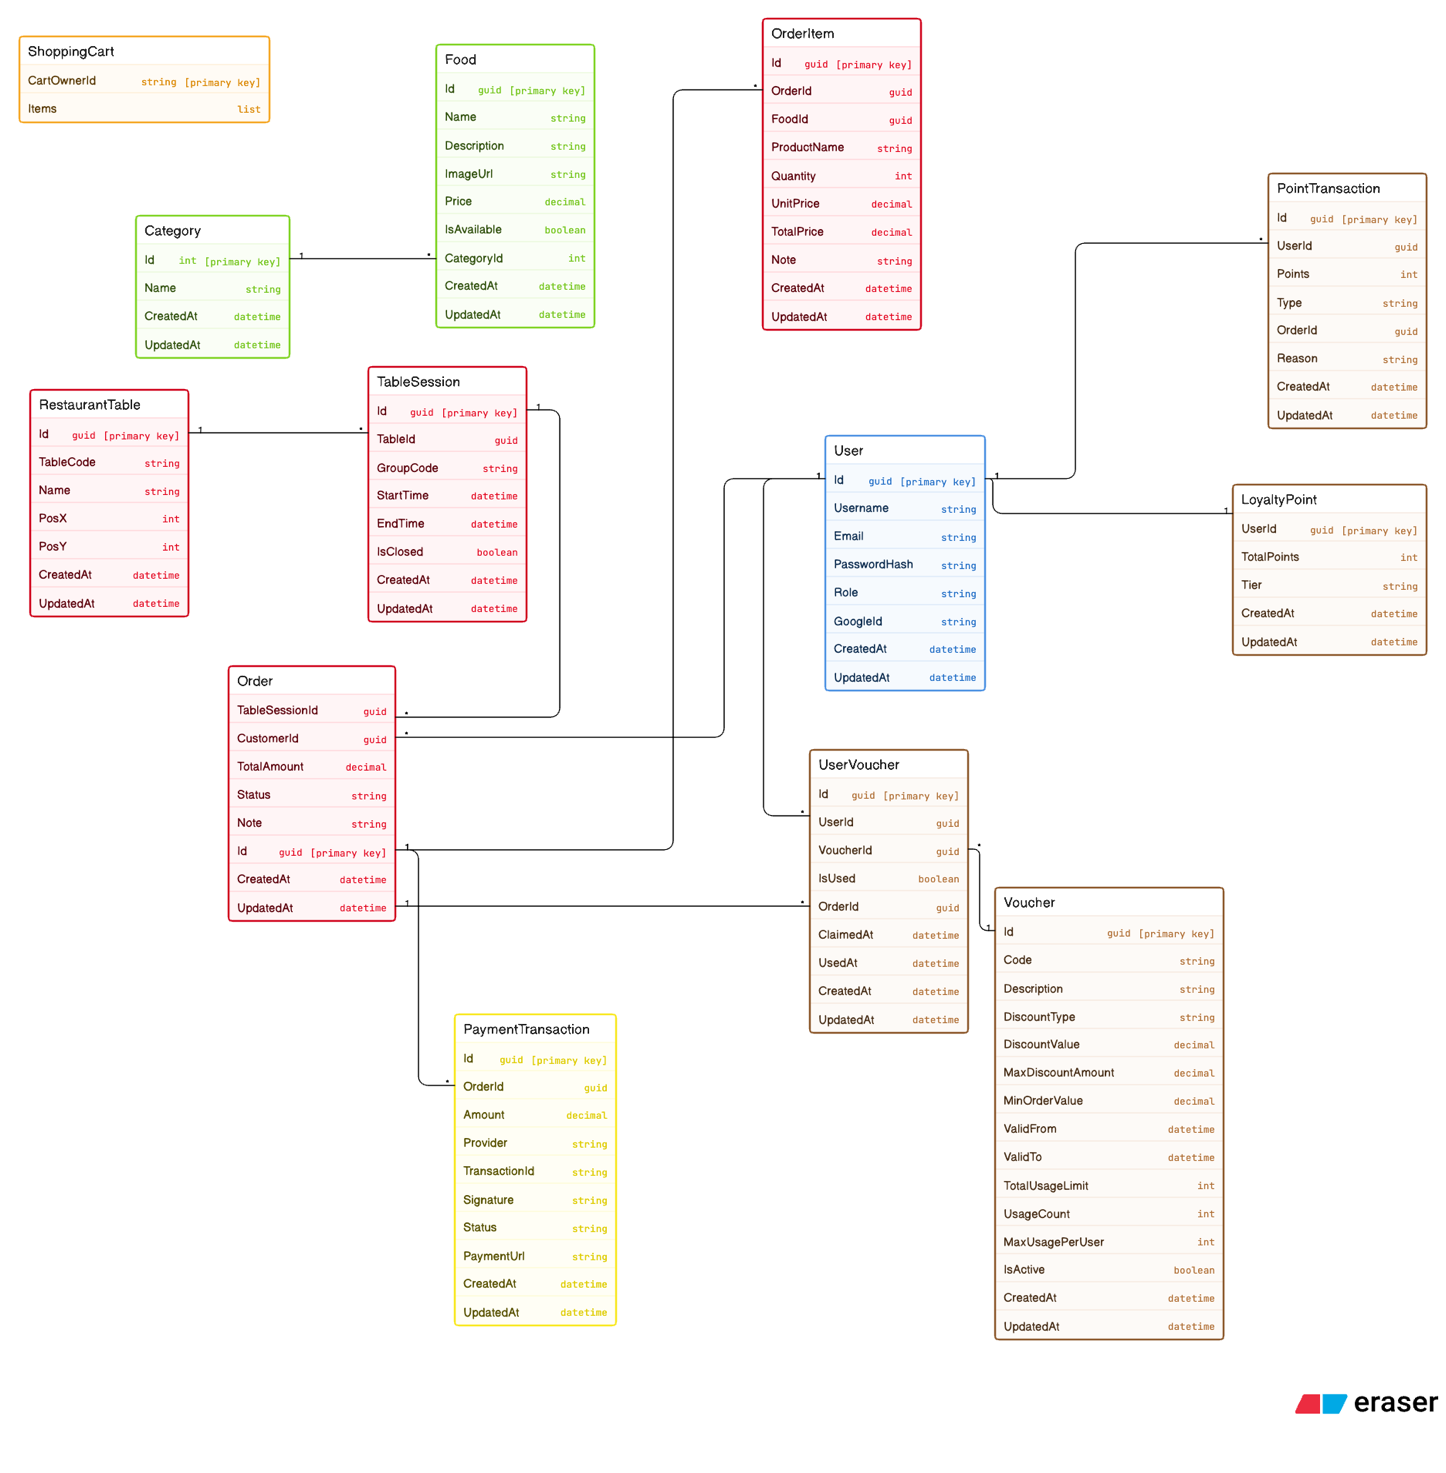 ShoppingCart
CartOwnerId string [primary key]
Items list
Food
Id guid [primary key]
Name string
Description string
ImageUrl string
Price decimal
IsAvailable boolean
CategoryId int
CreatedAt datetime
UpdatedAt datetime
OrderItem
Id guid [primary key]
OrderId guid
FoodId guid
ProductName string
Quantity int
UnitPrice decimal
TotalPrice decimal
Note string
CreatedAt datetime
UpdatedAt datetime
PointTransaction
Id guid [primary key]
UserId guid
Points int
Type string
OrderId guid
Reason string
CreatedAt datetime
UpdatedAt datetime
Category
Id int [primary key]
Name string
CreatedAt datetime
UpdatedAt datetime
1 *
RestaurantTable
Id guid [primary key]
TableCode string
Name string
PosX int
PosY int
CreatedAt datetime
UpdatedAt datetime
1 *
TableSession
Id guid [primary key]
TableId guid
GroupCode string
StartTime datetime
EndTime datetime
IsClosed boolean
CreatedAt datetime
UpdatedAt datetime
1
*
User
Id guid [primary key]
Username string
Email string
PasswordHash string
Role string
GoogleId string
CreatedAt datetime
UpdatedAt datetime
1 1
*
*
LoyaltyPoint
UserId guid [primary key]
TotalPoints int
Tier string
CreatedAt datetime
UpdatedAt datetime
1
Order
TableSessionId guid
CustomerId guid
TotalAmount decimal
Status string
Note string
Id guid [primary key]
CreatedAt datetime
UpdatedAt datetime
*
*
1
1
UserVoucher
Id guid [primary key]
UserId guid
VoucherId guid
IsUsed boolean
OrderId guid
ClaimedAt datetime
UsedAt datetime
CreatedAt datetime
UpdatedAt datetime
*
*
*
1
Voucher
Id guid [primary key]
Code string
Description string
DiscountType string
DiscountValue decimal
MaxDiscountAmount decimal
MinOrderValue decimal
ValidFrom datetime
ValidTo datetime
TotalUsageLimit int
UsageCount int
MaxUsagePerUser int
IsActive boolean
CreatedAt datetime
UpdatedAt datetime
PaymentTransaction
Id guid [primary key]
OrderId guid
Amount decimal
Provider string
TransactionId string
Signature string
Status string
PaymentUrl string
CreatedAt datetime
UpdatedAt datetime
*
eraser